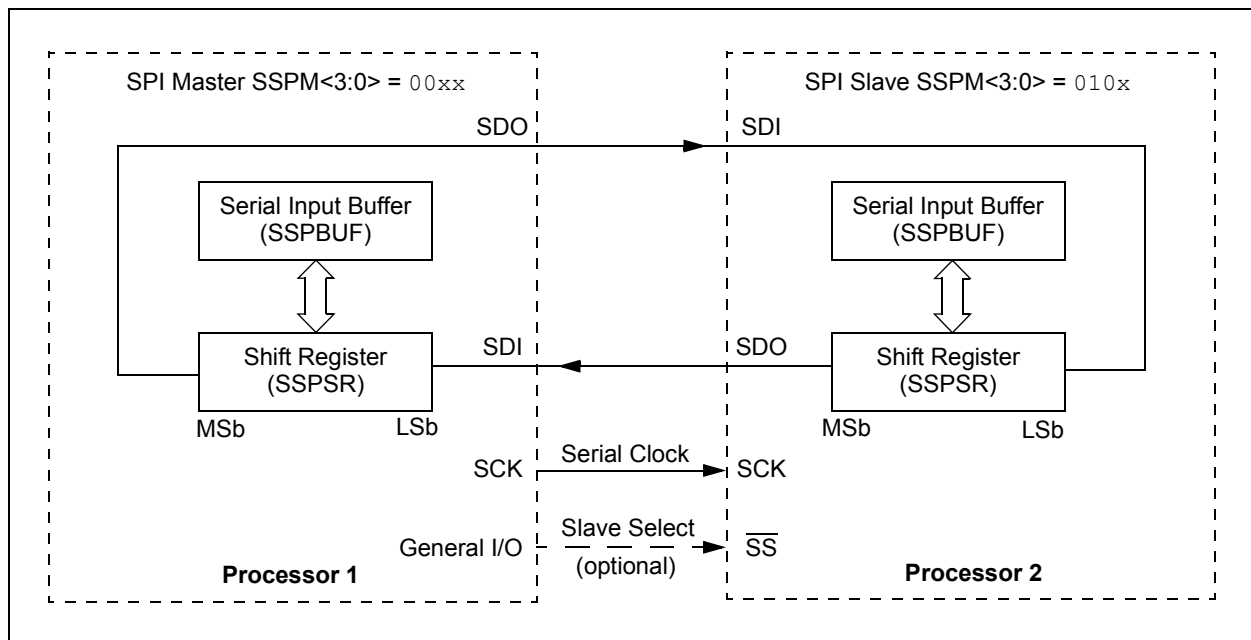 SPI Master SSPM<3:0> = 00xx
SPI Slave SSPM<3:0> = 010x
SDO
SDI
Serial Input Buffer
(SSPBUF)
Serial Input Buffer
(SSPBUF)
SDI
SDO
Shift Register
(SSPSR)
Shift Register
(SSPSR)
MSb
LSb
MSb
LSb
SCK
Serial Clock
SCK
General I/O
Slave Select
(optional)
S̅S̅
Processor 1
Processor 2